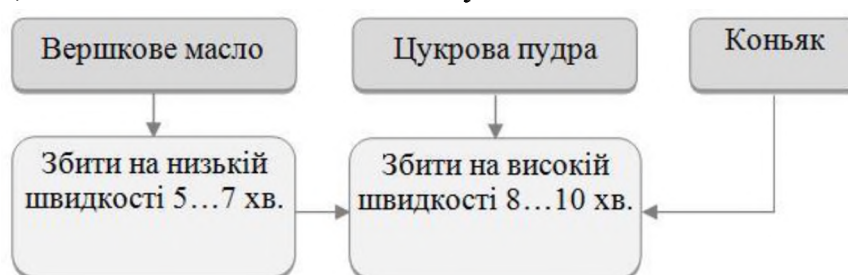 Вершкове масло
Цукрова пудра
Коньяк
Збити на низькій
швидкості 5…7 хв.
Збити на високій
швидкості 8…10 хв.